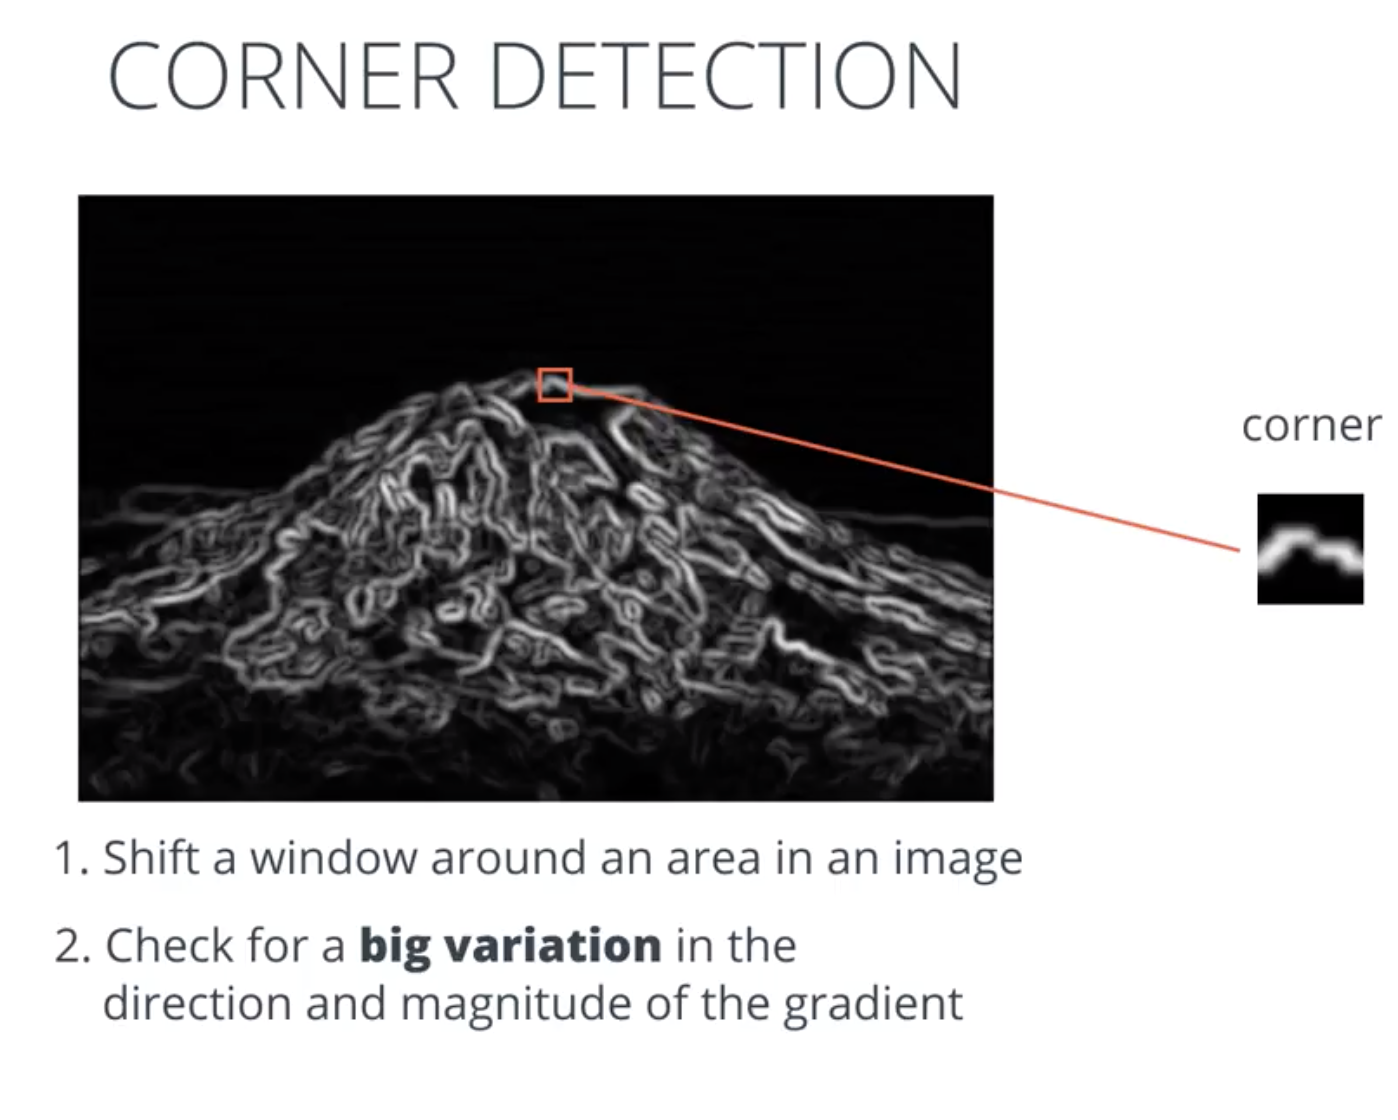 CORNER DETECTION
corner
1. Shift a window around an area in an image
2. Check for a big variation in the
direction and magnitude of the gradient